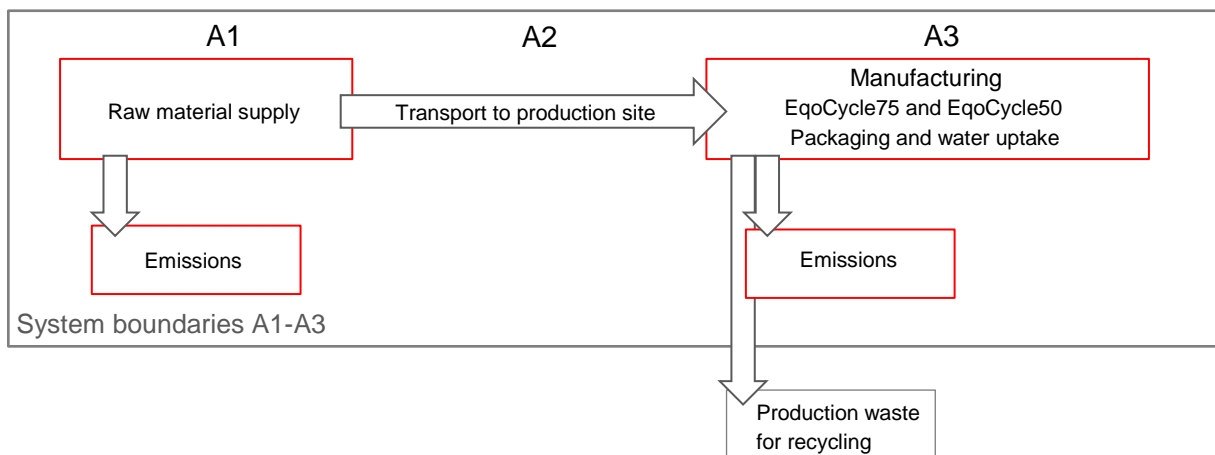 A1
A2
A3
Raw material supply
Transport to production site
Manufacturing
EqoCycle75 and EqoCycle50
Packaging and water uptake
Emissions
Emissions
System boundaries A1-A3
Production waste
for recycling